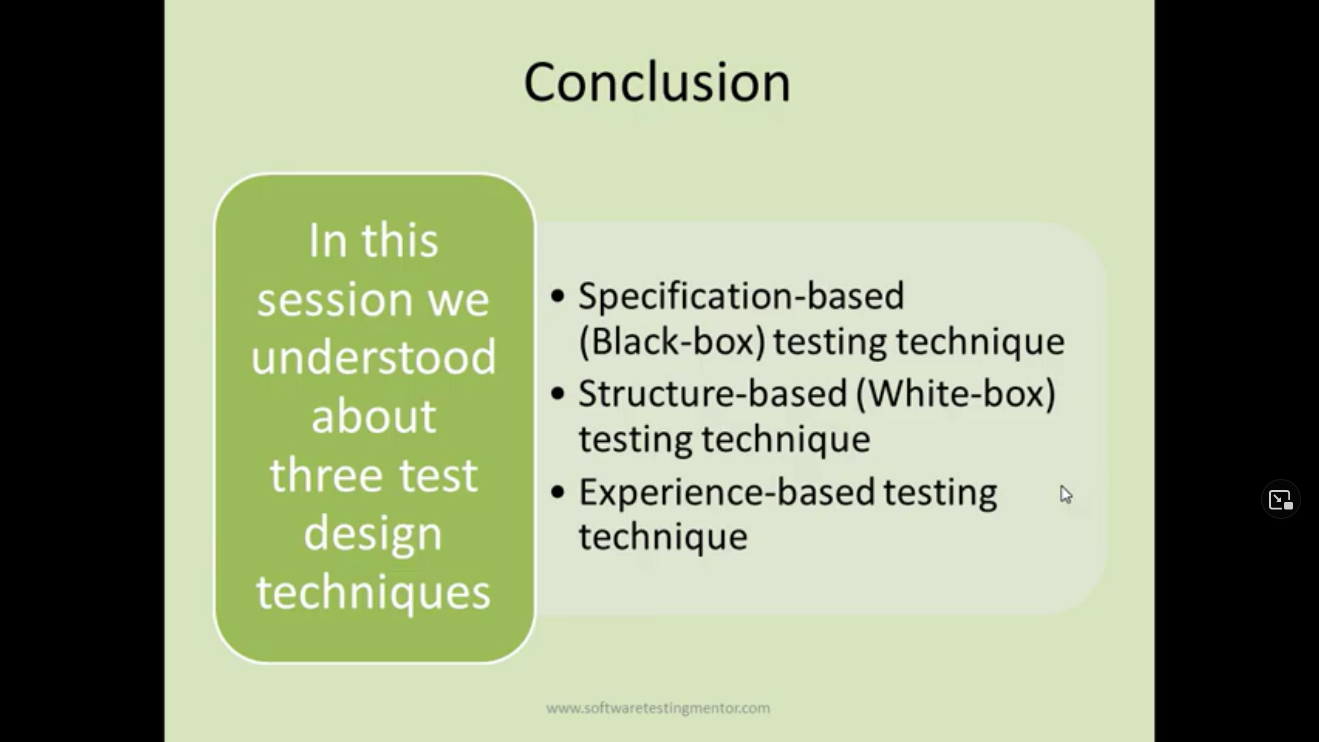 Conclusion
In this
session we
understood
about
three test
design
techniques
• Specification-based
(Black-box) testing technique
• Structure-based (White-box)
testing technique
• Experience-based testing
technique
www.softwaretestingmentor.com